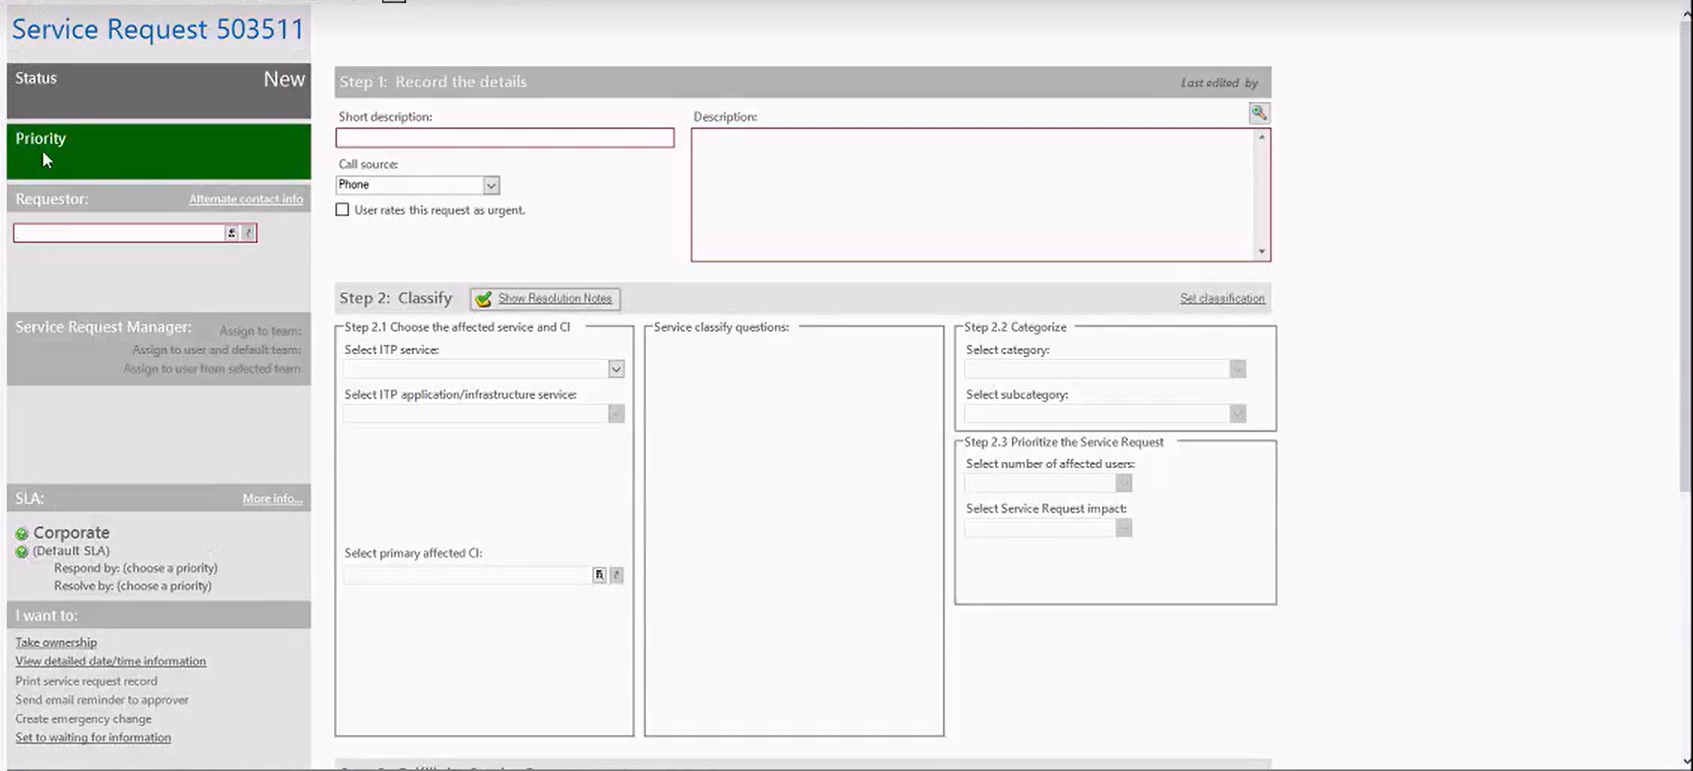 Service Request 503511
Status New
Priority
Requestor: Alternate contact info
Service Request Manager: Assign to team:
Assign to user and default team:
Assign to user from selected team
SLA: More info...
Corporate
(Default SLA)
Respond by: (choose a priority)
Resolve by: (choose a priority)
I want to:
Take ownership
View detailed date/time information
Print service request record
Send email reminder to approver
Create emergency change
Set to waiting for information
Step 1: Record the details Last edited by
Short description:
Call source:
Phone
User rates this request as urgent.
Description:
Step 2: Classify Show Resolution Notes Set classification
Step 2.1 Choose the affected service and CI
Select ITP service:
Select ITP application/infrastructure service:
Select primary affected CI:
Service classify questions:
Step 2.2 Categorize
Select category:
Select subcategory:
Step 2.3 Prioritize the Service Request
Select number of affected users:
Select Service Request impact: